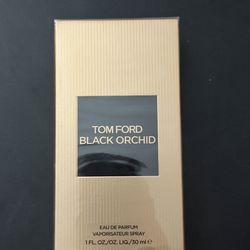 TOM FORD
BLACK ORCHID
EAU DE PARFUM
VAPORISATEUR SPRAY
1 FL. OZ./OZ. LIQ./30 ml ℮